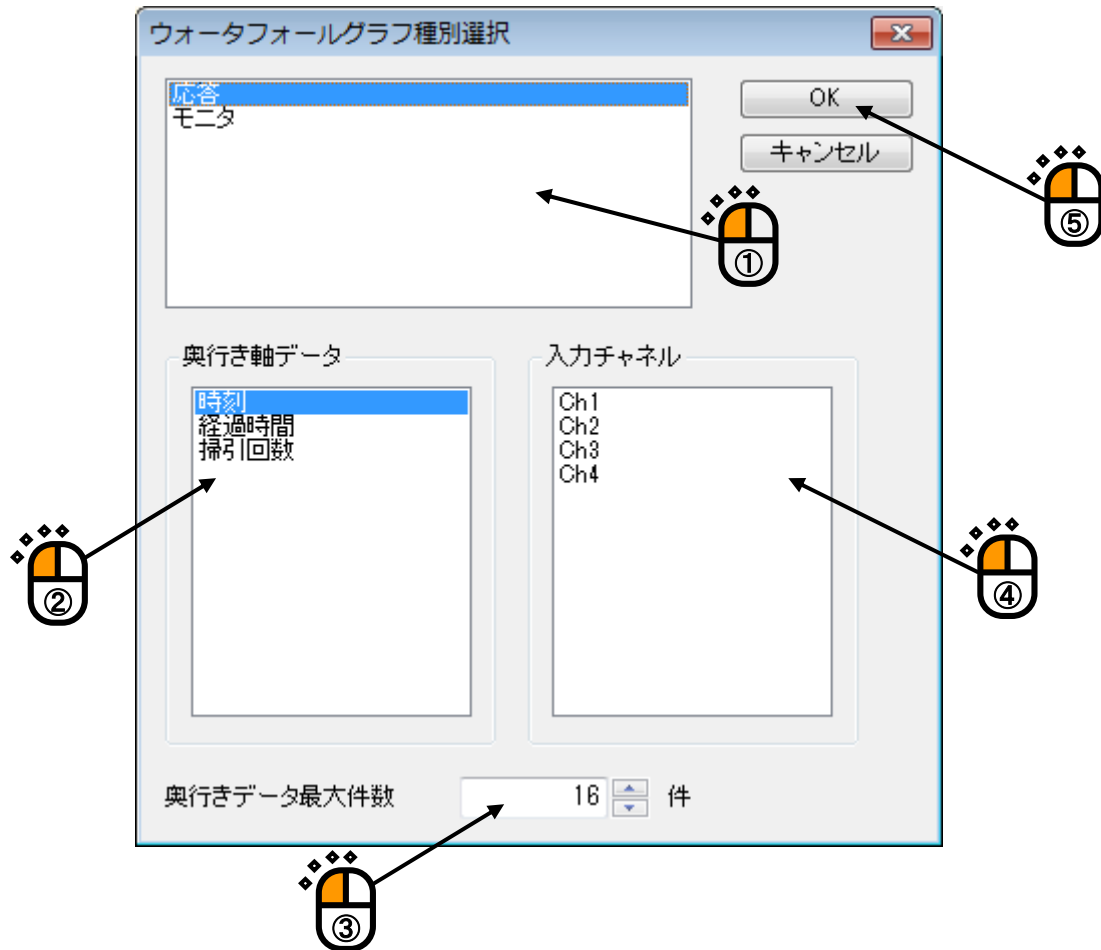 ウォータフォールグラフ種別選択
応答
モニタ
OK
キャンセル
①
⑤
奥行き軸データ
時刻
経過時間
掃引回数
入力チャネル
Ch1
Ch2
Ch3
Ch4
②
④
奥行きデータ最大件数 16 件
③